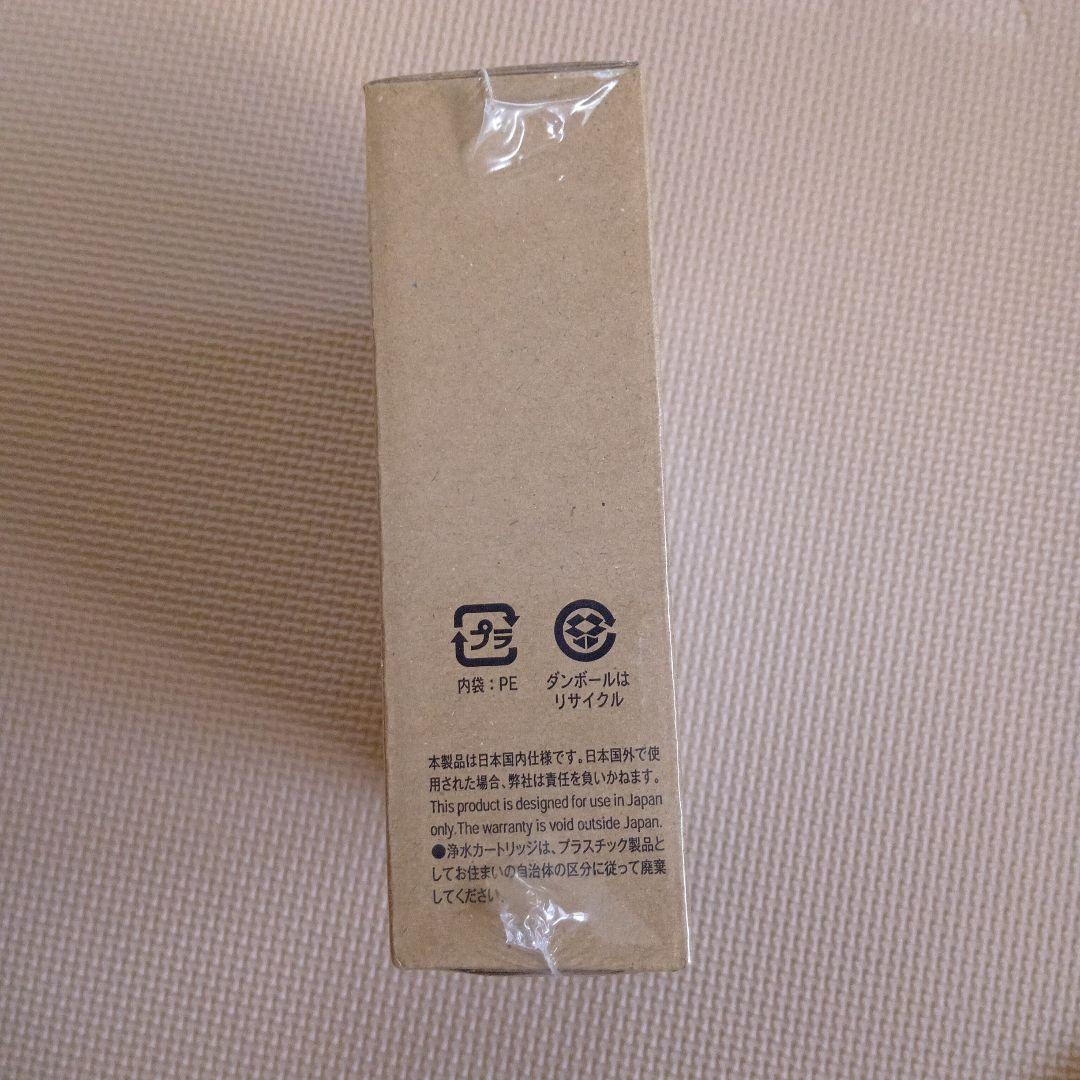 プラ
内袋：PE
ダンボールは
リサイクル
本製品は日本国内仕様です。日本国外で使
用された場合、弊社は責任を負いかねます。
This product is designed for use in Japan
only.The warranty is void outside Japan.
●浄水カートリッジは、プラスチック製品と
してお住まいの自治体の区分に従って廃棄
してください。